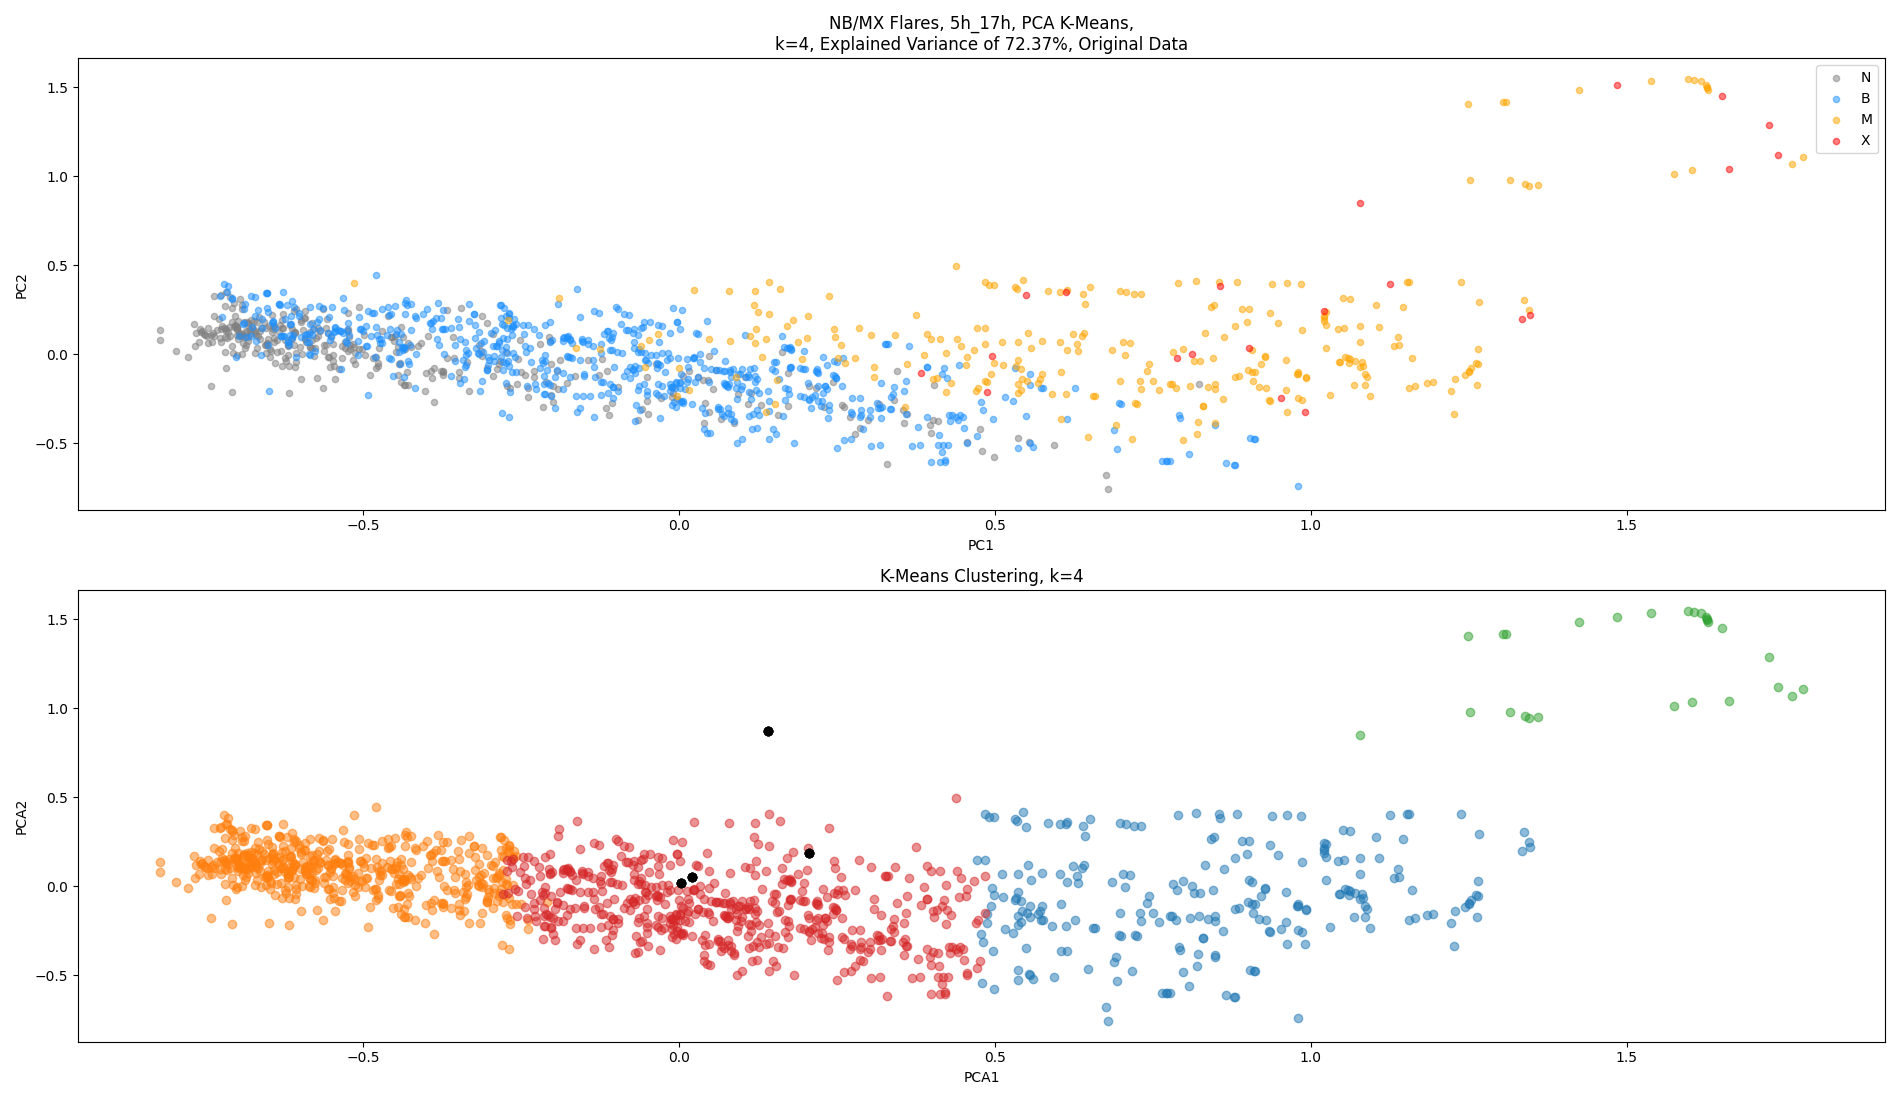 NB/MX Flares, 5h_17h, PCA K-Means,
k=4, Explained Variance of 72.37%, Original Data
N
B
M
X
1.5
1.0
0.5
0.0
−0.5
PC2
−0.5
0.0
0.5
1.0
1.5
PC1
K-Means Clustering, k=4
1.5
1.0
0.5
0.0
−0.5
PCA2
−0.5
0.0
0.5
1.0
1.5
PCA1